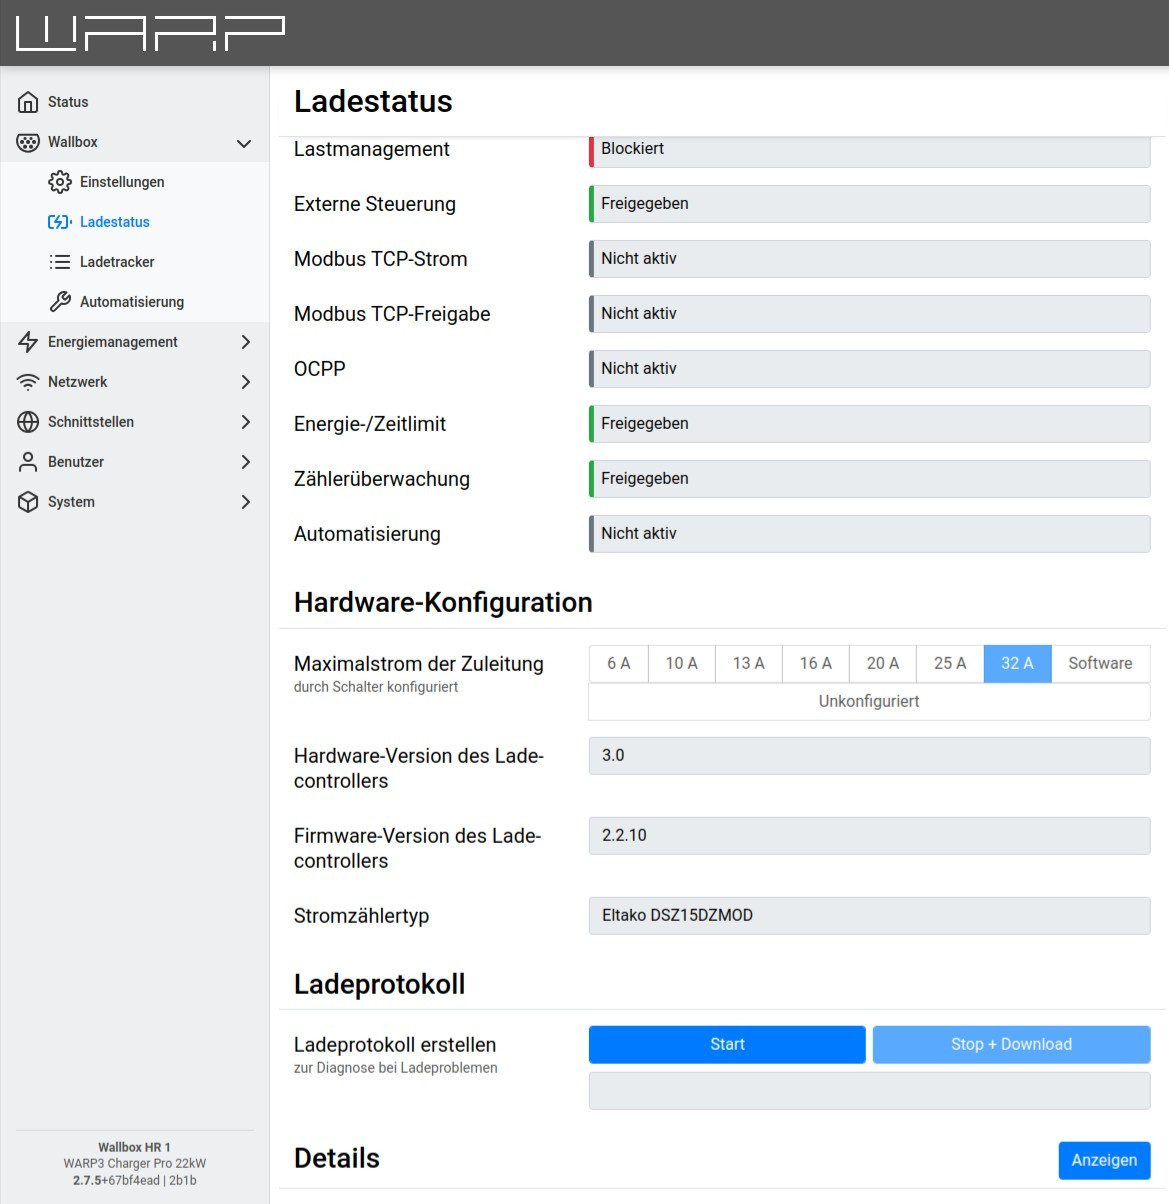 WARP
Ladestatus
Status
Wallbox
Einstellungen
Ladestatus
Ladetracker
Automatisierung
Energiemanagement
Netzwerk
Schnittstellen
Benutzer
System
Lastmanagement
Blockiert
Externe Steuerung
Freigegeben
Modbus TCP-Strom
Nicht aktiv
Modbus TCP-Freigabe
Nicht aktiv
OCPP
Nicht aktiv
Energie-/Zeitlimit
Freigegeben
Zählerüberwachung
Freigegeben
Automatisierung
Nicht aktiv
Hardware-Konfiguration
Maximalstrom der Zuleitung
durch Schalter konfiguriert
6 A 10 A 13 A 16 A 20 A 25 A 32 A Software
Unkonfiguriert
Hardware-Version des Lade-
controllers
3.0
Firmware-Version des Lade-
controllers
2.2.10
Stromzählertyp
Eltako DSZ15DZMOD
Ladeprotokoll
Ladeprotokoll erstellen
zur Diagnose bei Ladeproblemen
Start
Stop + Download
Details
Anzeigen
Wallbox HR 1
WARP3 Charger Pro 22kW
2.7.5+67bf4ead | 2b1b